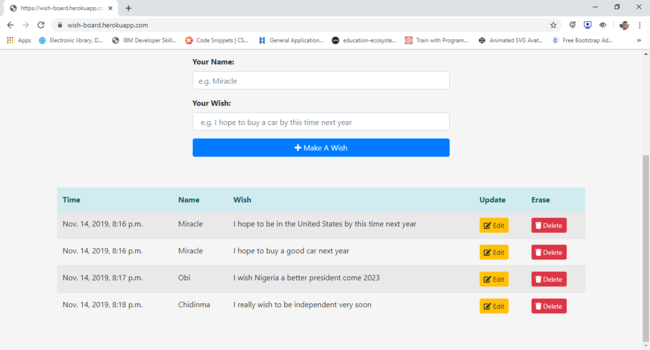 https://wish-board.herokuapp.com
wish-board.herokuapp.com
Apps Electronic library. D... IBM Developer Skill... Code Snippets | CS... General Application... education-ecosyste... Train with Program... Animated SVG Avat... Free Bootstrap Ad...
Your Name:
e.g. Miracle
Your Wish:
e.g. I hope to buy a car by this time next year
Make A Wish
Time Name Wish Update Erase
Nov. 14, 2019, 8:16 p.m. Miracle I hope to be in the United States by this time next year Edit Delete
Nov. 14, 2019, 8:16 p.m. Miracle I hope to buy a good car next year Edit Delete
Nov. 14, 2019, 8:17 p.m. Obi I wish Nigeria a better president come 2023 Edit Delete
Nov. 14, 2019, 8:18 p.m. Chidinma I really wish to be independent very soon Edit Delete